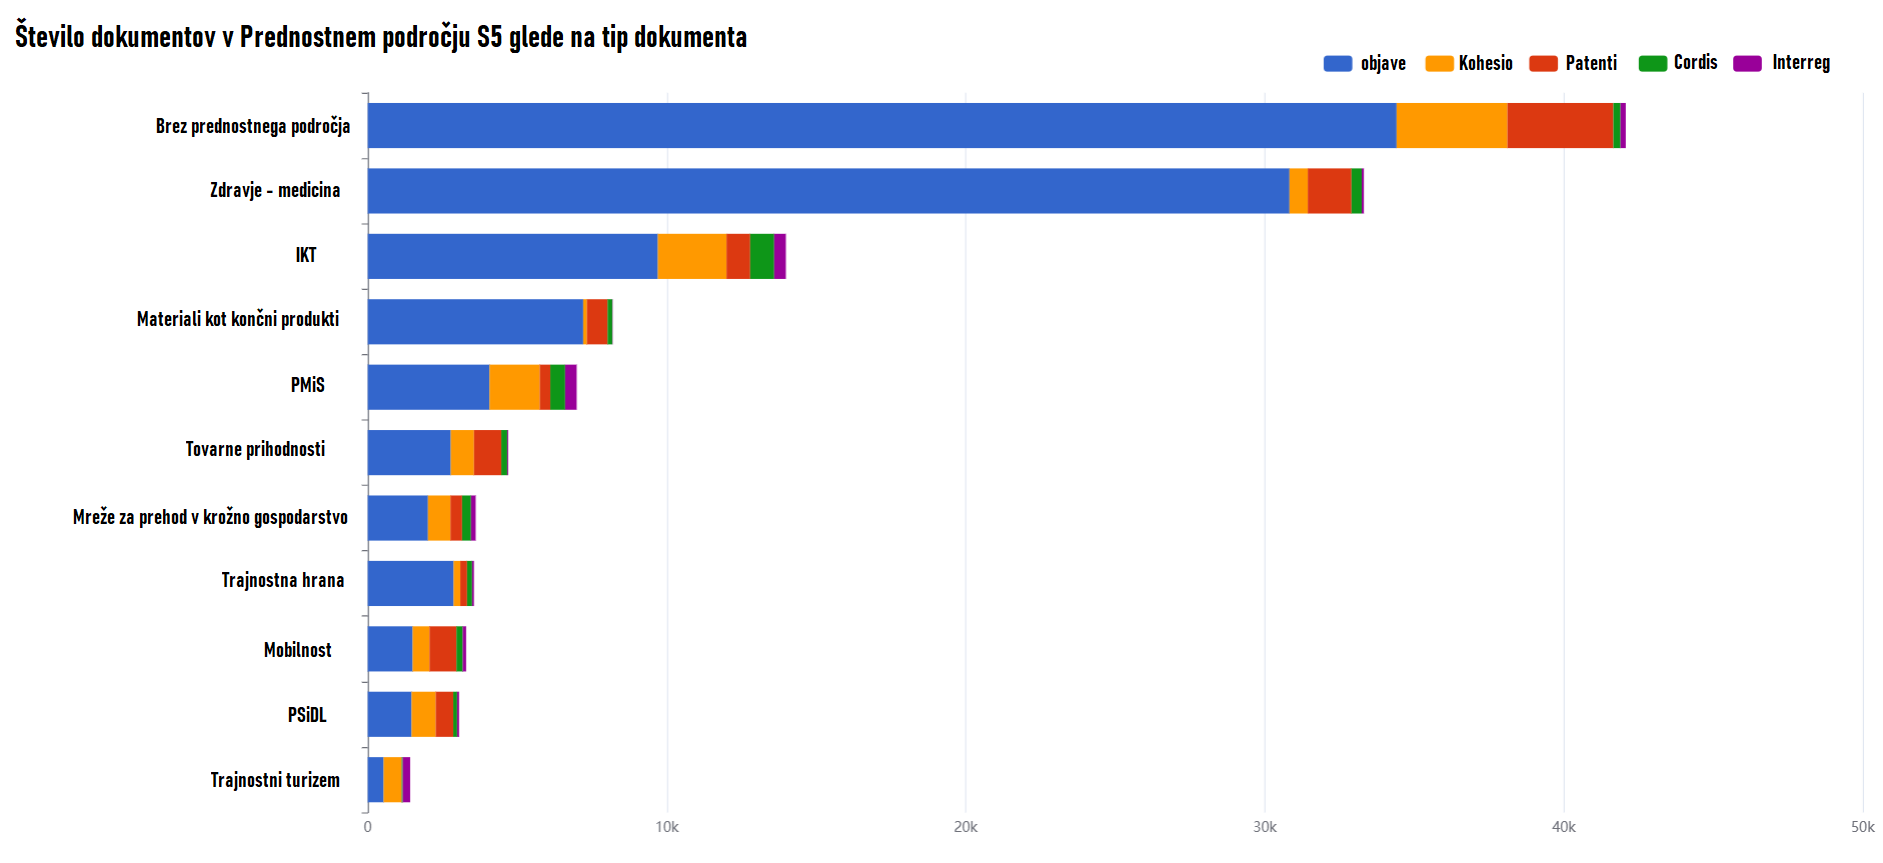 Število dokumentov v Prednostnem področju S5 glede na tip dokumenta
objave Kohesio Patenti Cordis Interreg
Brez prednostnega področja
Zdravje - medicina
IKT
Materiali kot končni produkti
PMiS
Tovarne prihodnosti
Mreže za prehod v krožno gospodarstvo
Trajnostna hrana
Mobilnost
PSiDL
Trajnostni turizem
0 10k 20k 30k 40k 50k